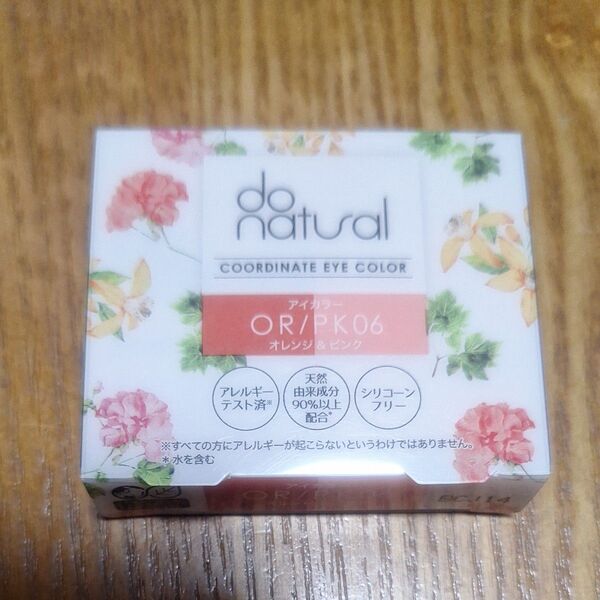 do
natural
COORDINATE EYE COLOR
アイカラー
OR/PK06
オレンジ & ピンク
アレルギー
テスト済※
天然
由来成分
90%以上
配合*
シリコーン
フリー
※すべての方にアレルギーが起こらないというわけではありません。
*水を含む
OR/PK06